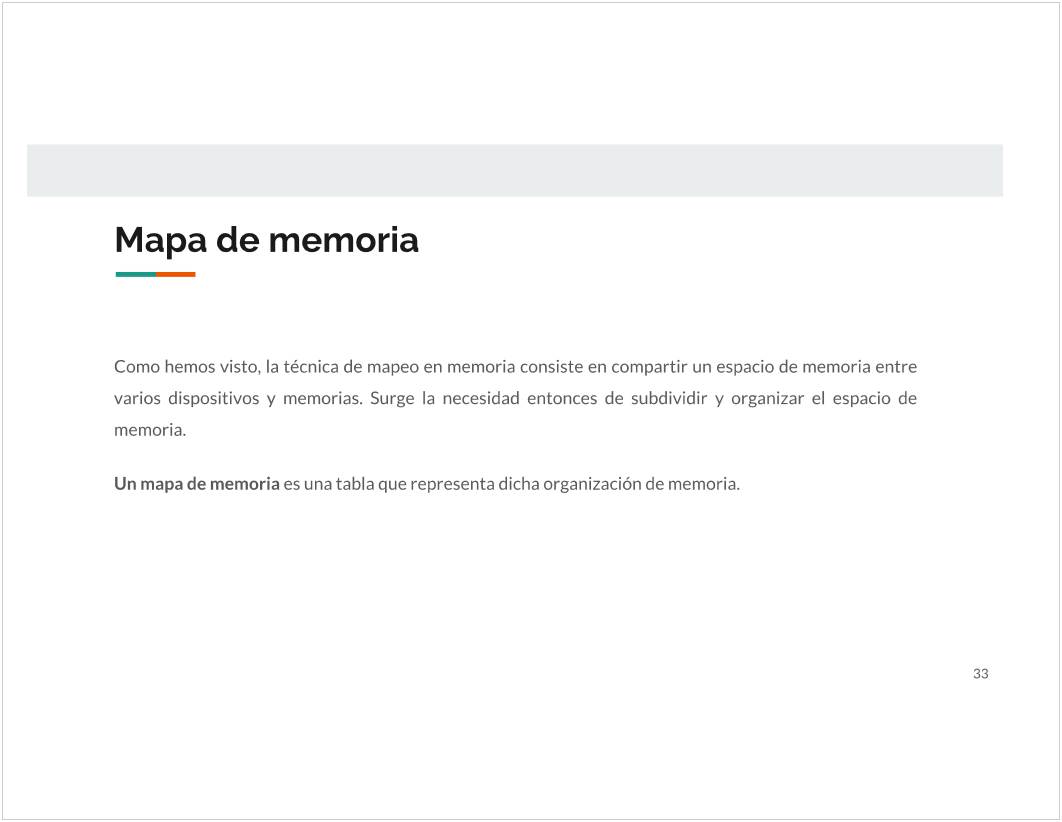 Mapa de memoria
Como hemos visto, la técnica de mapeo en memoria consiste en compartir un espacio de memoria entre
varios dispositivos y memorias. Surge la necesidad entonces de subdividir y organizar el espacio de
memoria.
Un mapa de memoria es una tabla que representa dicha organización de memoria.
33